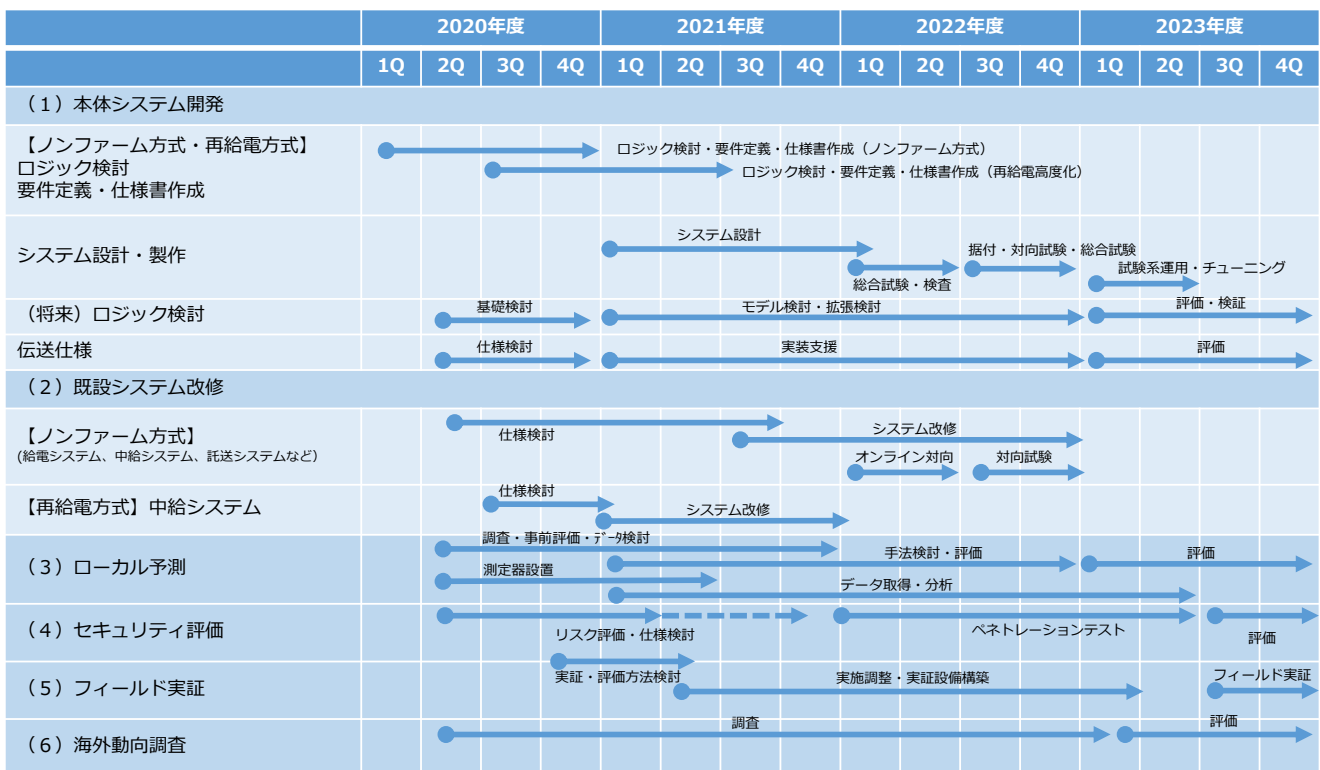 2020年度 2021年度 2022年度 2023年度
1Q 2Q 3Q 4Q 1Q 2Q 3Q 4Q 1Q 2Q 3Q 4Q 1Q 2Q 3Q 4Q
（１）本体システム開発
【ノンファーム方式・再給電方式】
ロジック検討
要件定義・仕様書作成
ロジック検討・要件定義・仕様書作成（ノンファーム方式）
ロジック検討・要件定義・仕様書作成（再給電高度化）
システム設計・製作
システム設計
総合試験・検査
据付・対向試験・総合試験
試験系運用・チューニング
（将来）ロジック検討
基礎検討
モデル検討・拡張検討
評価・検証
伝送仕様
仕様検討
実装支援
評価
（２）既設システム改修
【ノンファーム方式】
(給電システム、中給システム、託送システムなど）
仕様検討
システム改修
オンライン対向
対向試験
【再給電方式】中給システム
仕様検討
システム改修
（３）ローカル予測
調査・事前評価・ﾃﾞｰﾀ検討
手法検討・評価
評価
測定器設置
データ取得・分析
（４）セキュリティ評価
リスク評価・仕様検討
ペネトレーションテスト
評価
（５）フィールド実証
実証・評価方法検討
実施調整・実証設備構築
フィールド実証
（６）海外動向調査
調査
評価